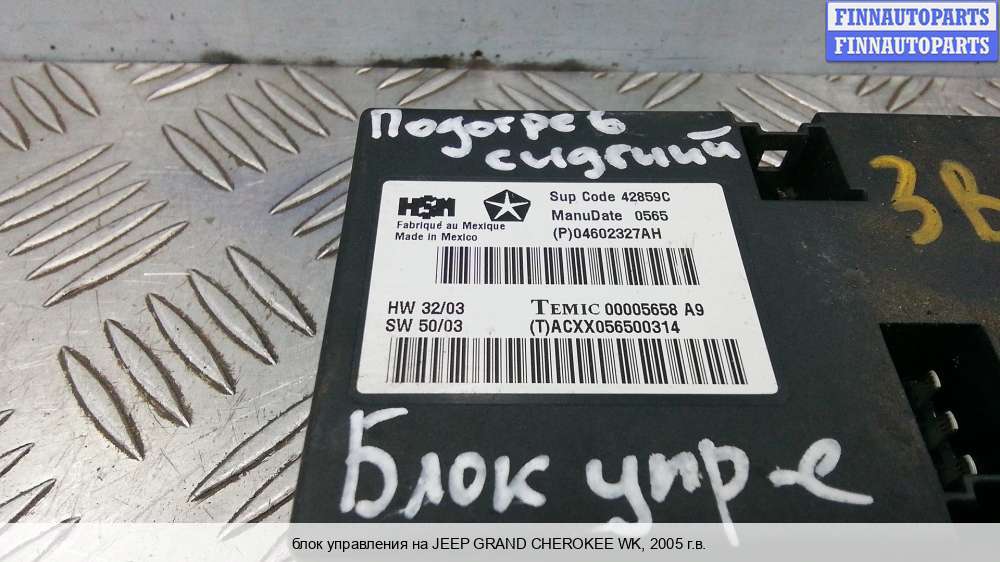 FINNAUTOPARTS
FINNAUTOPARTS
Подогрев
сидений
ЗВ
HSM
Fabriqué au Mexique
Made in Mexico
Sup Code 42859C
ManuDate 0565
(P)04602327AH
HW 32/03
SW 50/03
TEMIC 00005658 A9
(T)ACXX056500314
Блок упр-е
блок управления на JEEP GRAND CHEROKEE WK, 2005 г.в.